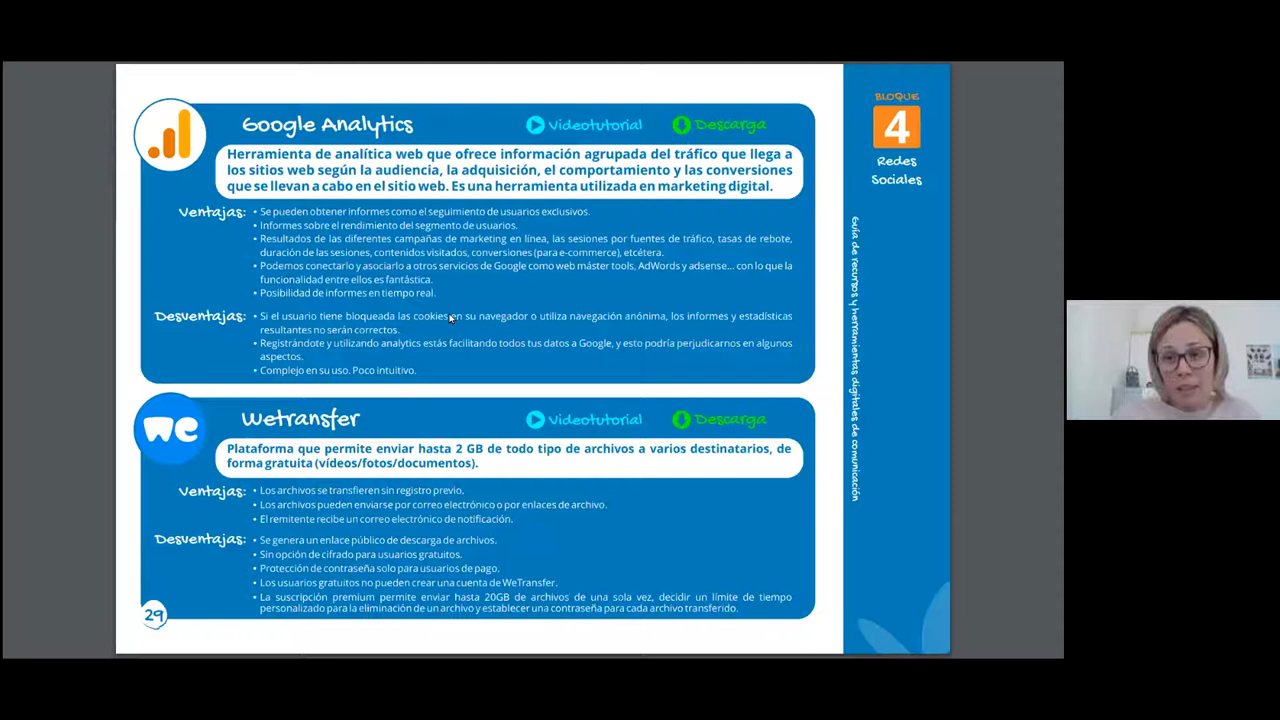 BLOQUE
4
Redes
Sociales
Guía de recursos y herramientas digitales de comunicación
Google Analytics
Videotutorial
Descarga
Herramienta de analítica web que ofrece información agrupada del tráfico que llega a
los sitios web según la audiencia, la adquisición, el comportamiento y las conversiones
que se llevan a cabo en el sitio web. Es una herramienta utilizada en marketing digital.
Ventajas:
• Se pueden obtener informes como el seguimiento de usuarios exclusivos.
• Informes sobre el rendimiento del segmento de usuarios.
• Resultados de las diferentes campañas de marketing en línea, las sesiones por fuentes de tráfico, tasas de rebote,
duración de las sesiones, contenidos visitados, conversiones (para e-commerce), etcétera.
• Podemos conectarlo y asociarlo a otros servicios de Google como web máster tools, AdWords y adsense... con lo que la
funcionalidad entre ellos es fantástica.
• Posibilidad de informes en tiempo real.
Desventajas:
• Si el usuario tiene bloqueada las cookies en su navegador o utiliza navegación anónima, los informes y estadísticas
resultantes no serán correctos.
• Registrándote y utilizando analytics estás facilitando todos tus datos a Google, y esto podría perjudicarnos en algunos
aspectos.
• Complejo en su uso. Poco intuitivo.
we
Wetransfer
Videotutorial
Descarga
Plataforma que permite enviar hasta 2 GB de todo tipo de archivos a varios destinatarios, de
forma gratuita (vídeos/fotos/documentos).
Ventajas:
• Los archivos se transfieren sin registro previo,
• Los archivos pueden enviarse por correo electrónico o por enlaces de archivo.
• El remitente recibe un correo electrónico de notificación.
Desventajas:
• Se genera un enlace público de descarga de archivos.
• Sin opción de cifrado para usuarios gratuitos.
• Protección de contraseña solo para usuarios de pago.
• Los usuarios gratuitos no pueden crear una cuenta de WeTransfer.
• La suscripción premium permite enviar hasta 20GB de archivos de una sola vez, decidir un límite de tiempo
personalizado para la eliminación de un archivo y establecer una contraseña para cada archivo transferido.
29